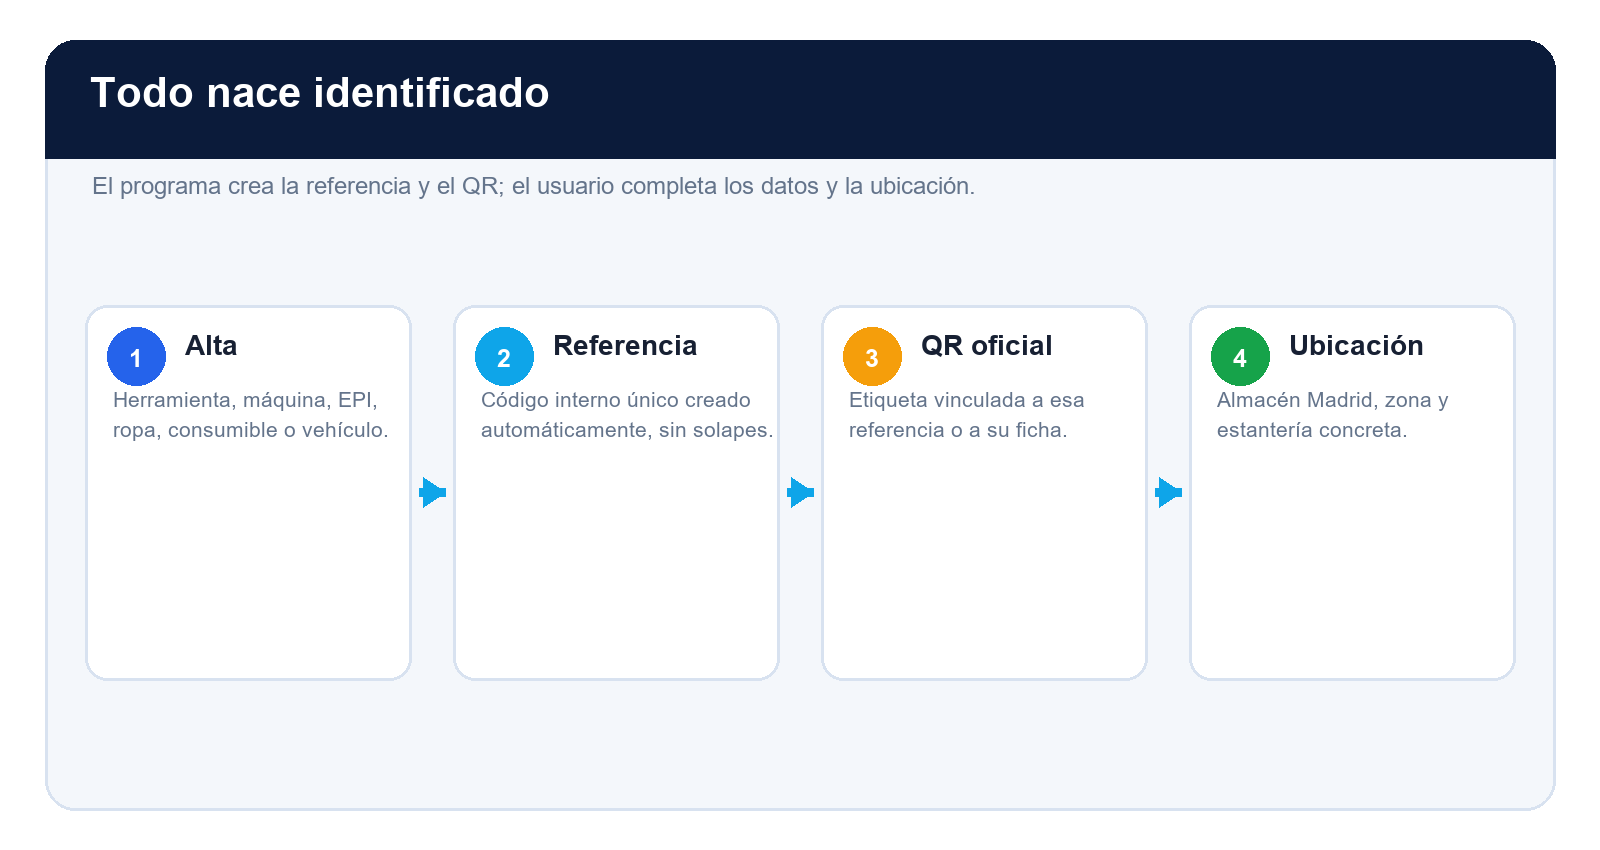 Todo nace identificado
El programa crea la referencia y el QR; el usuario completa los datos y la ubicación.
1
Alta
Herramienta, máquina, EPI,
ropa, consumible o vehículo.
2
Referencia
Código interno único creado
automáticamente, sin solapes.
3
QR oficial
Etiqueta vinculada a esa
referencia o a su ficha.
4
Ubicación
Almacén Madrid, zona y
estantería concreta.